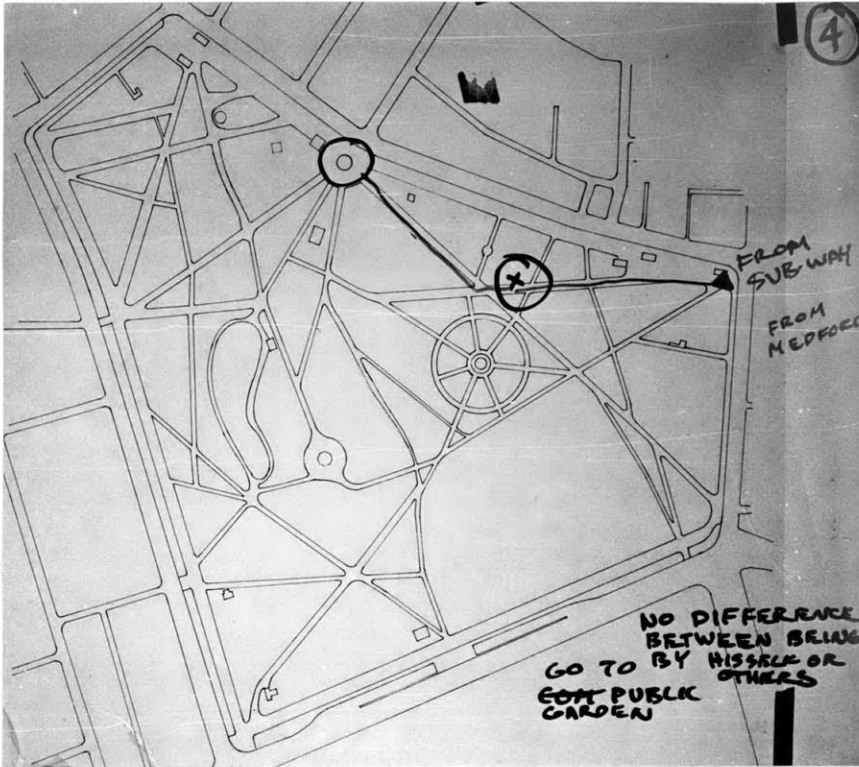 4
FROM
SUBWAY
FROM
MEDFORD
X
NO DIFFERENCE
BETWEEN BEING
BY HISSELF OR
OTHERS
GO TO
PUBLIC
GARDEN